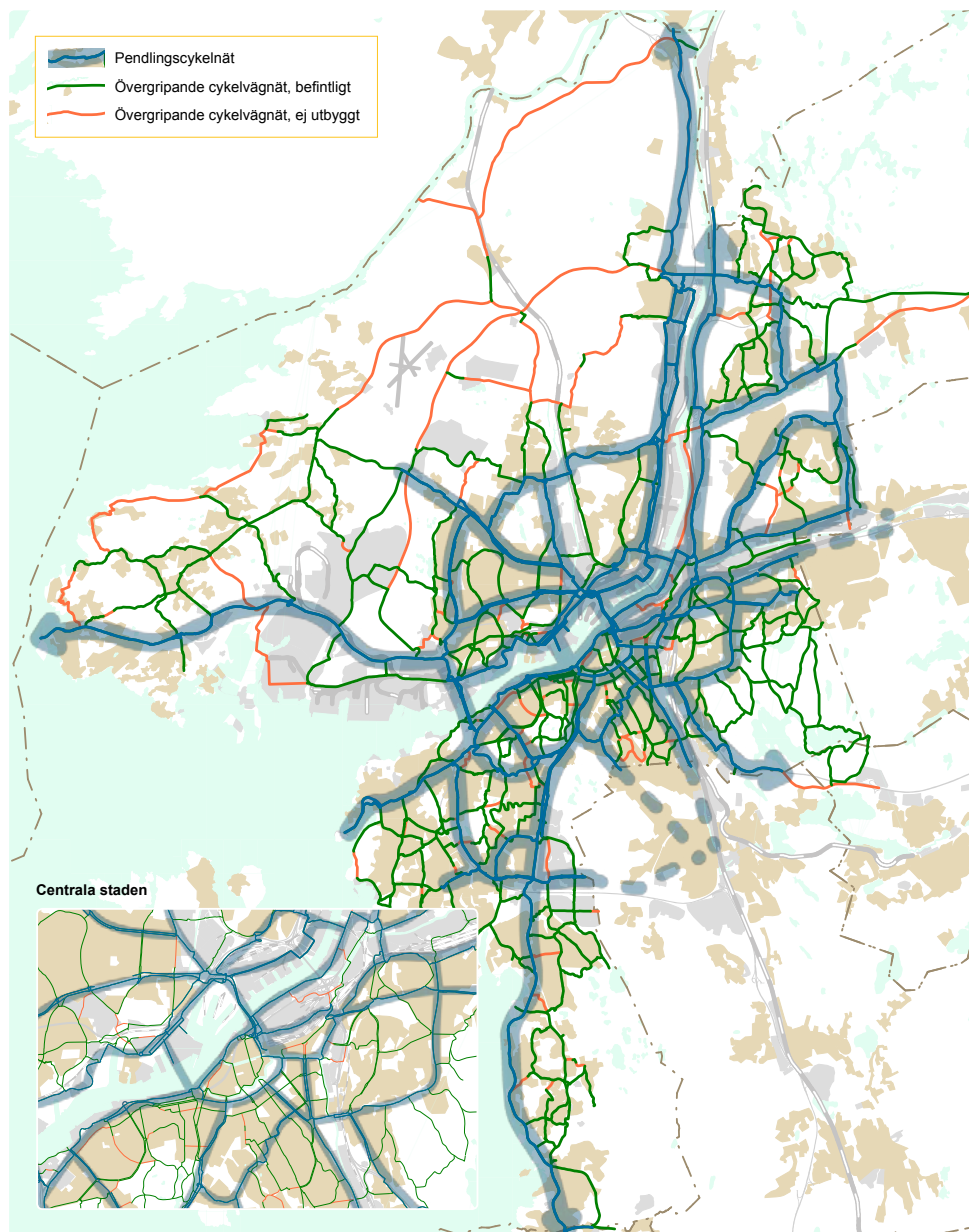 Pendlingscykelnät
Övergripande cykelvägnät, befintligt
Övergripande cykelvägnät, ej utbyggt
Centrala staden